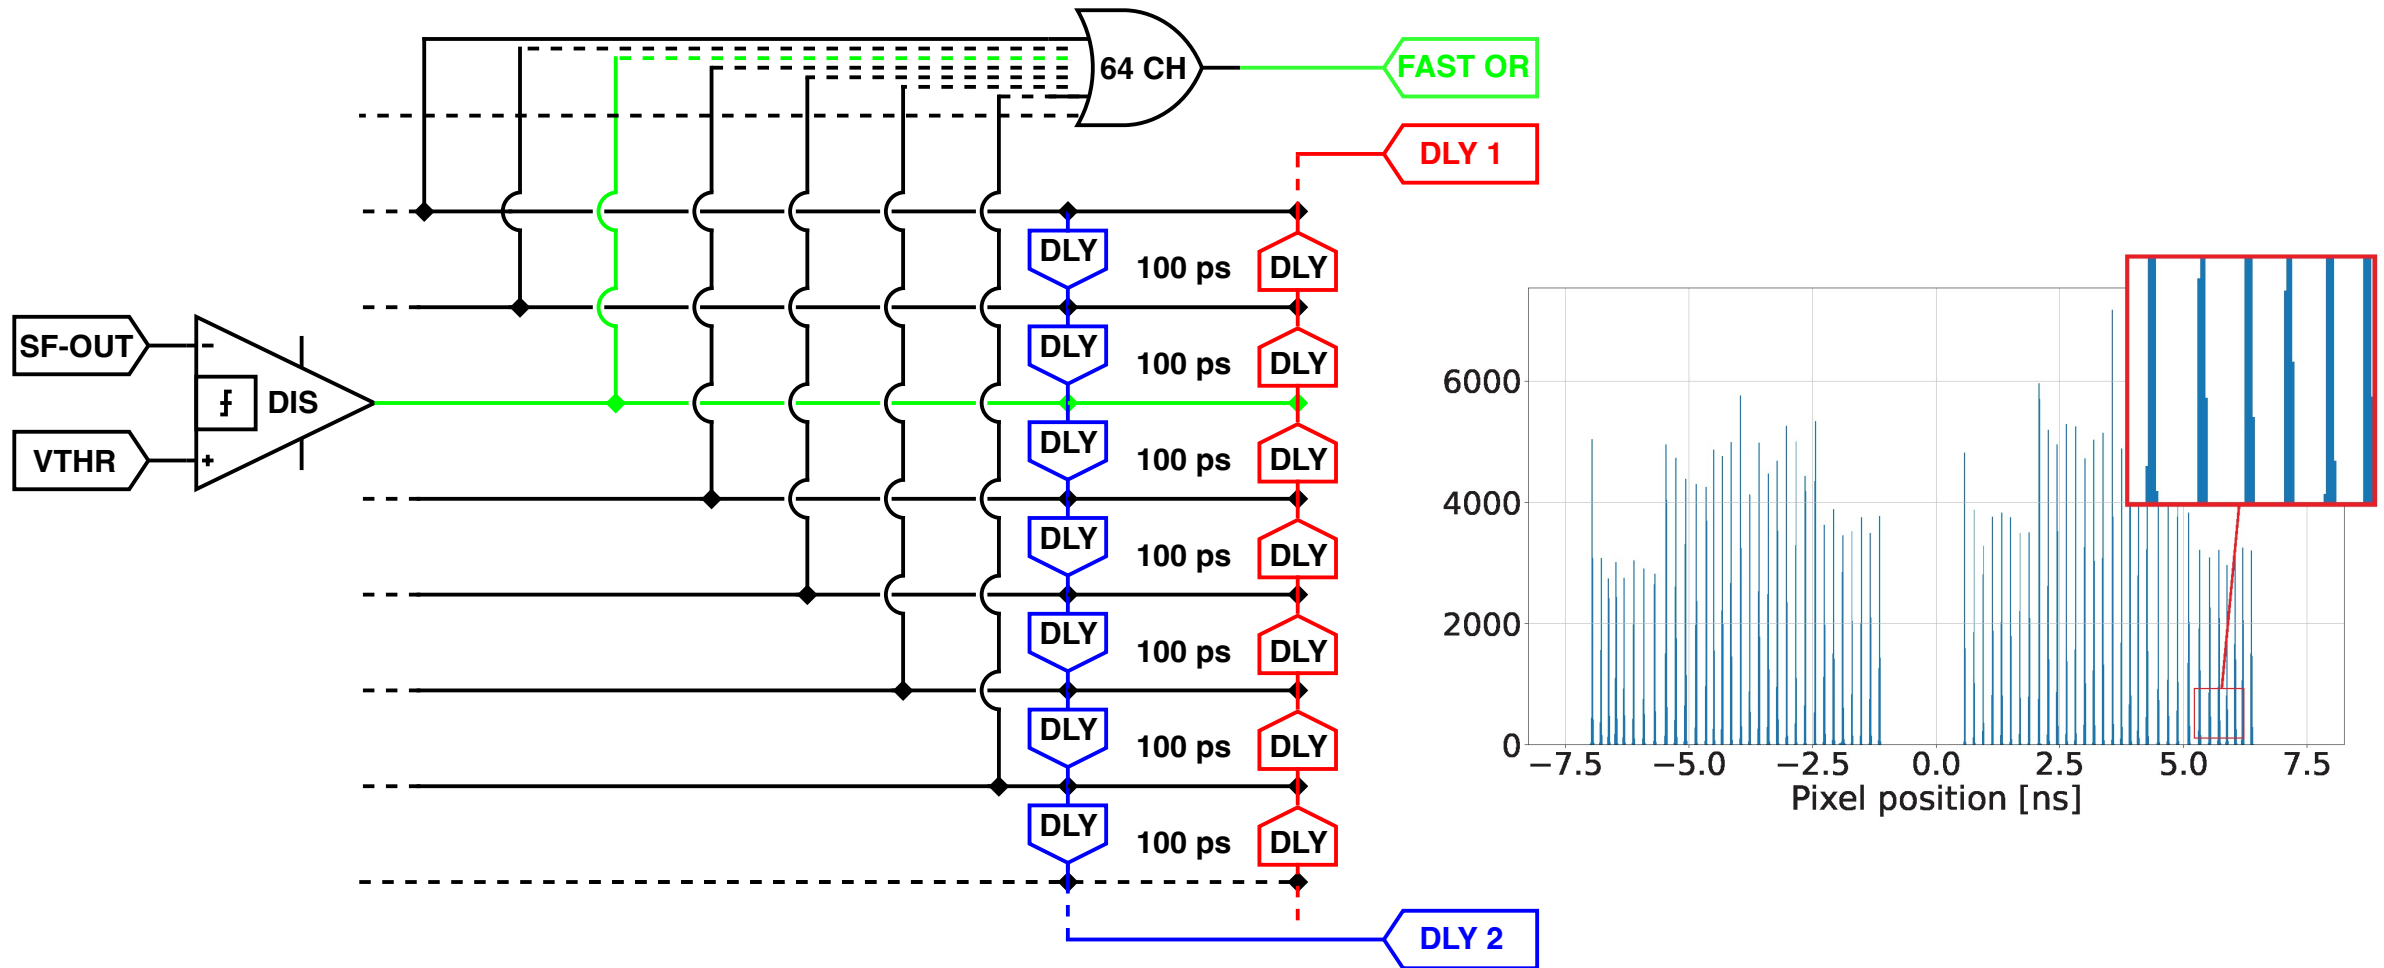 64 CH
FAST OR
DLY 1
DLY
100 ps
DLY
SF-OUT
DLY
100 ps
DLY
DIS
VTHR
DLY
100 ps
DLY
DLY
100 ps
DLY
DLY
100 ps
DLY
DLY
100 ps
DLY
DLY
100 ps
DLY
DLY 2
6000
4000
2000
0
−7.5 −5.0 −2.5 0.0 2.5 5.0 7.5
Pixel position [ns]